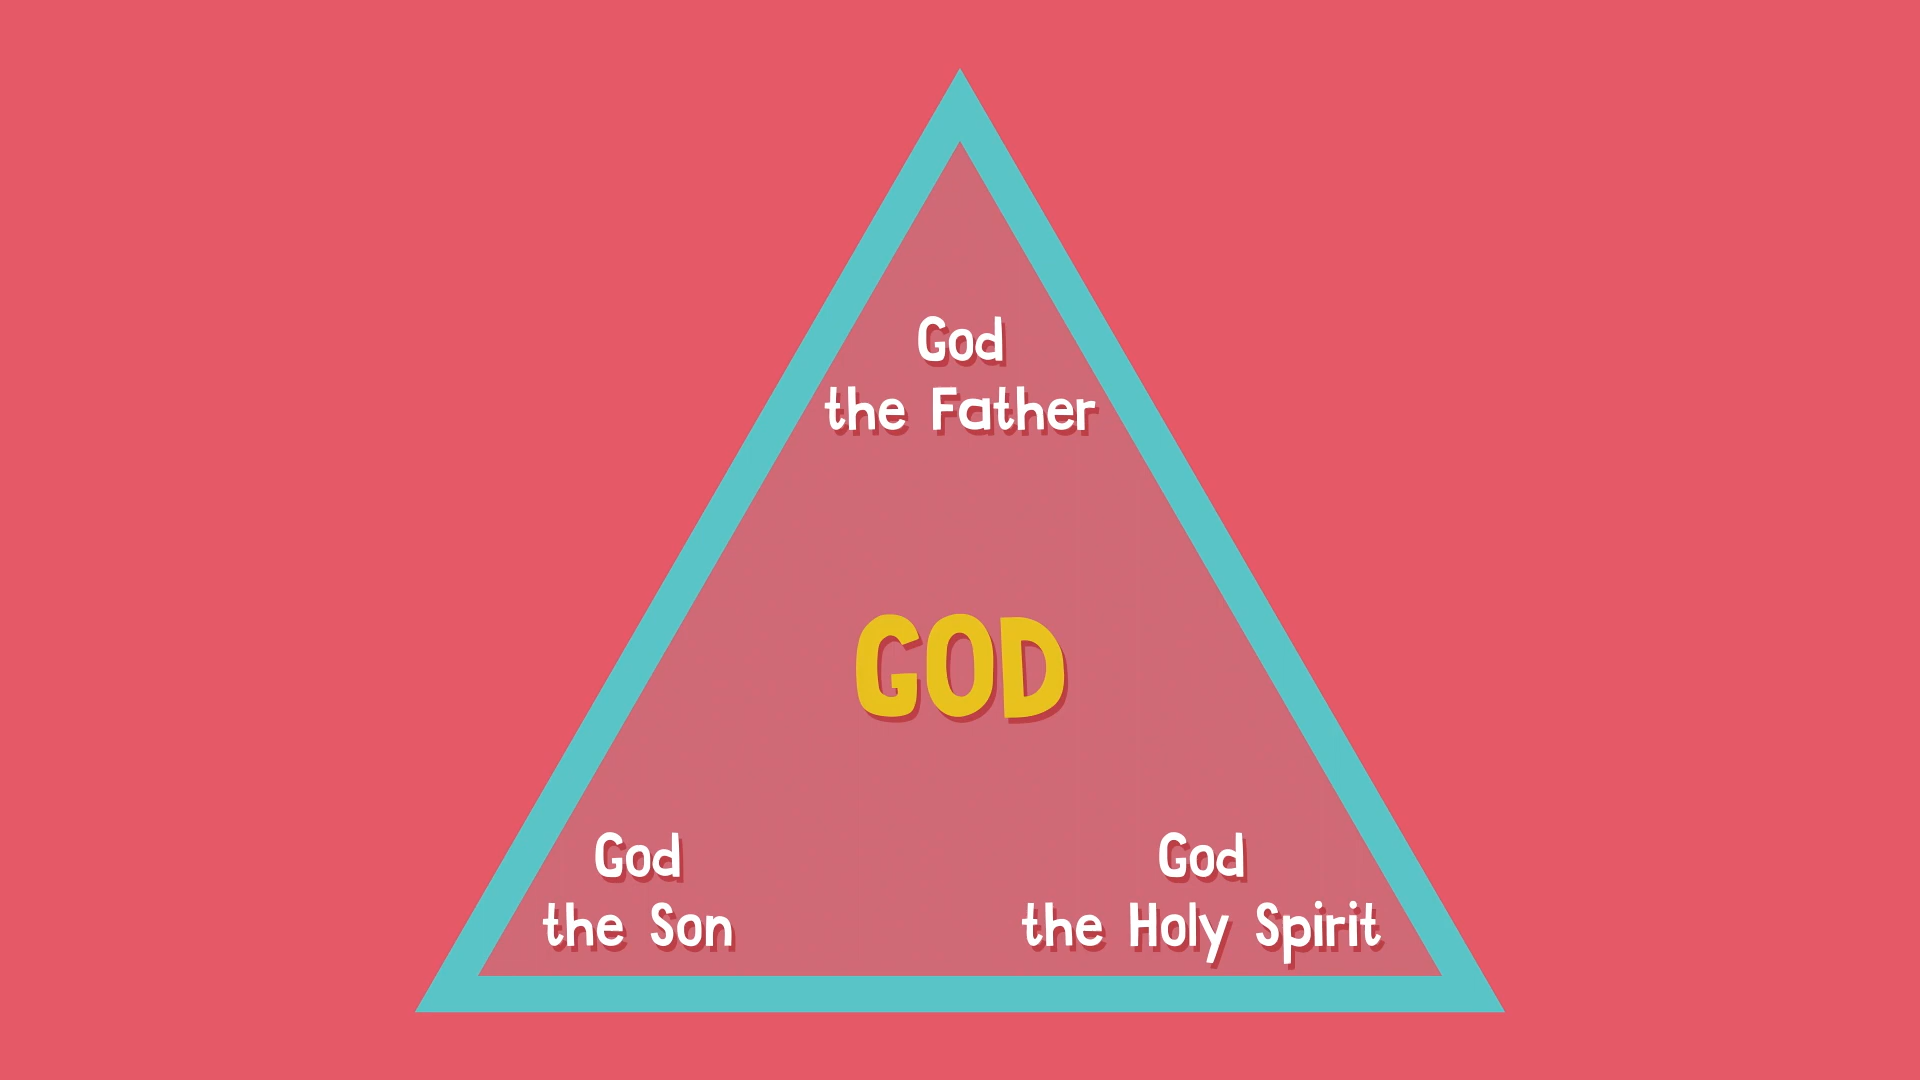 God
the Father
GOD
God
the Son
God
the Holy Spirit